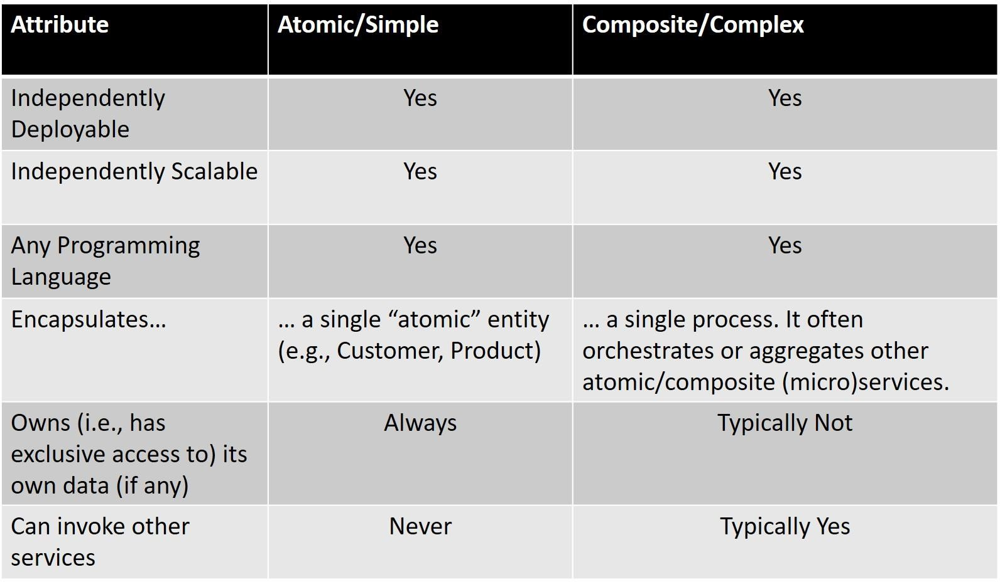 Attribute
Atomic/Simple
Composite/Complex
Independently
Deployable
Yes
Yes
Independently Scalable
Yes
Yes
Any Programming
Language
Yes
Yes
Encapsulates…
… a single “atomic” entity
(e.g., Customer, Product)
… a single process. It often
orchestrates or aggregates other
atomic/composite (micro)services.
Owns (i.e., has
exclusive access to) its
own data (if any)
Always
Typically Not
Can invoke other
services
Never
Typically Yes